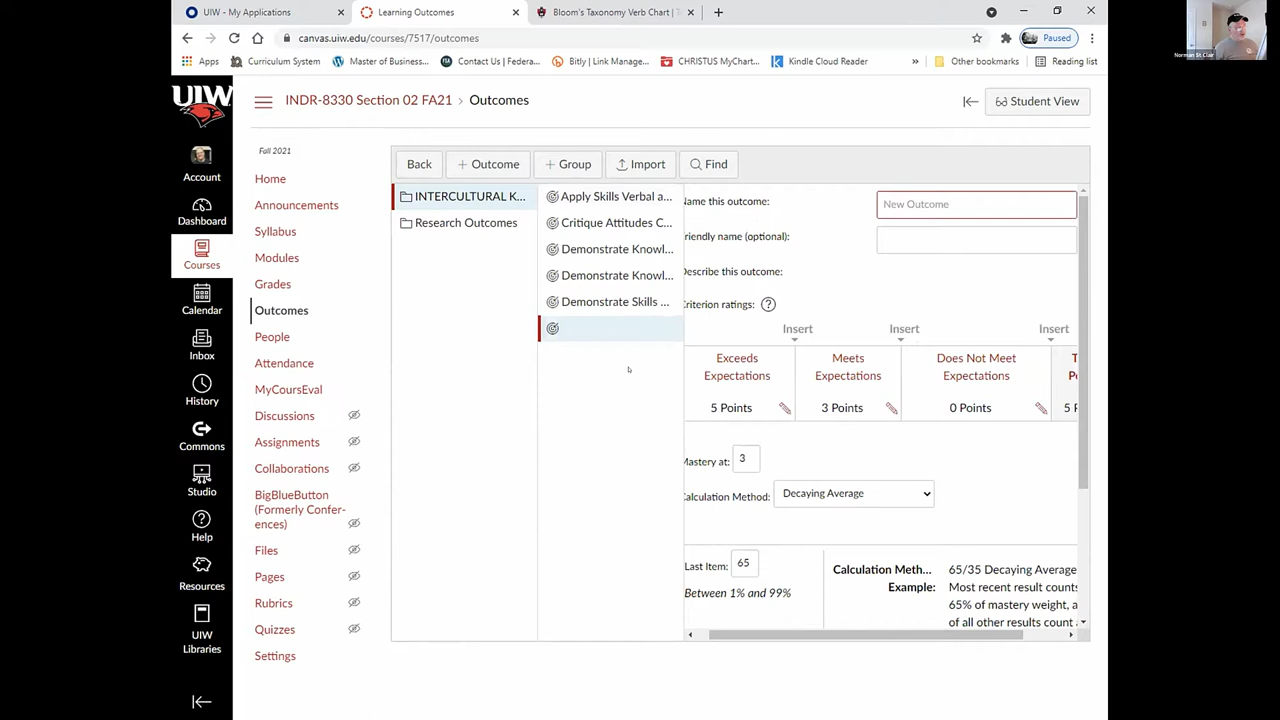 UIW - My Applications
Learning Outcomes
Bloom's Taxonomy Verb Chart | T
canvas.uiw.edu/courses/7517/outcomes
Paused
Apps
Curriculum System
Master of Business...
Contact Us | Federa...
Bitly | Link Manage...
CHRISTUS MyChart...
Kindle Cloud Reader
»
Other bookmarks
Reading list
Norman St.Clair
UIW
INDR-8330 Section 02 FA21 > Outcomes
Student View
Account
Dashboard
Courses
Calendar
Inbox
History
Commons
Studio
Help
Resources
UIW
Libraries
Fall 2021
Home
Announcements
Syllabus
Modules
Grades
Outcomes
People
Attendance
MyCoursEval
Discussions
Assignments
Collaborations
BigBlueButton
(Formerly Confer-
ences)
Files
Pages
Rubrics
Quizzes
Settings
Back
+ Outcome
+ Group
Import
Find
INTERCULTURAL K...
Research Outcomes
Apply Skills Verbal a...
Critique Attitudes C...
Demonstrate Knowl...
Demonstrate Knowl...
Demonstrate Skills ...
ame this outcome:
New Outcome
riendly name (optional):
escribe this outcome:
riterion ratings: ?
Insert
Insert
Insert
Exceeds
Expectations
5 Points
Meets
Expectations
3 Points
Does Not Meet
Expectations
0 Points
T
P
5 P
astery at:
3
alculation Method:
Decaying Average
Last Item:
65
Between 1% and 99%
Calculation Meth...
65/35 Decaying Average
Example:
Most recent result counts
65% of mastery weight, a
of all other results count